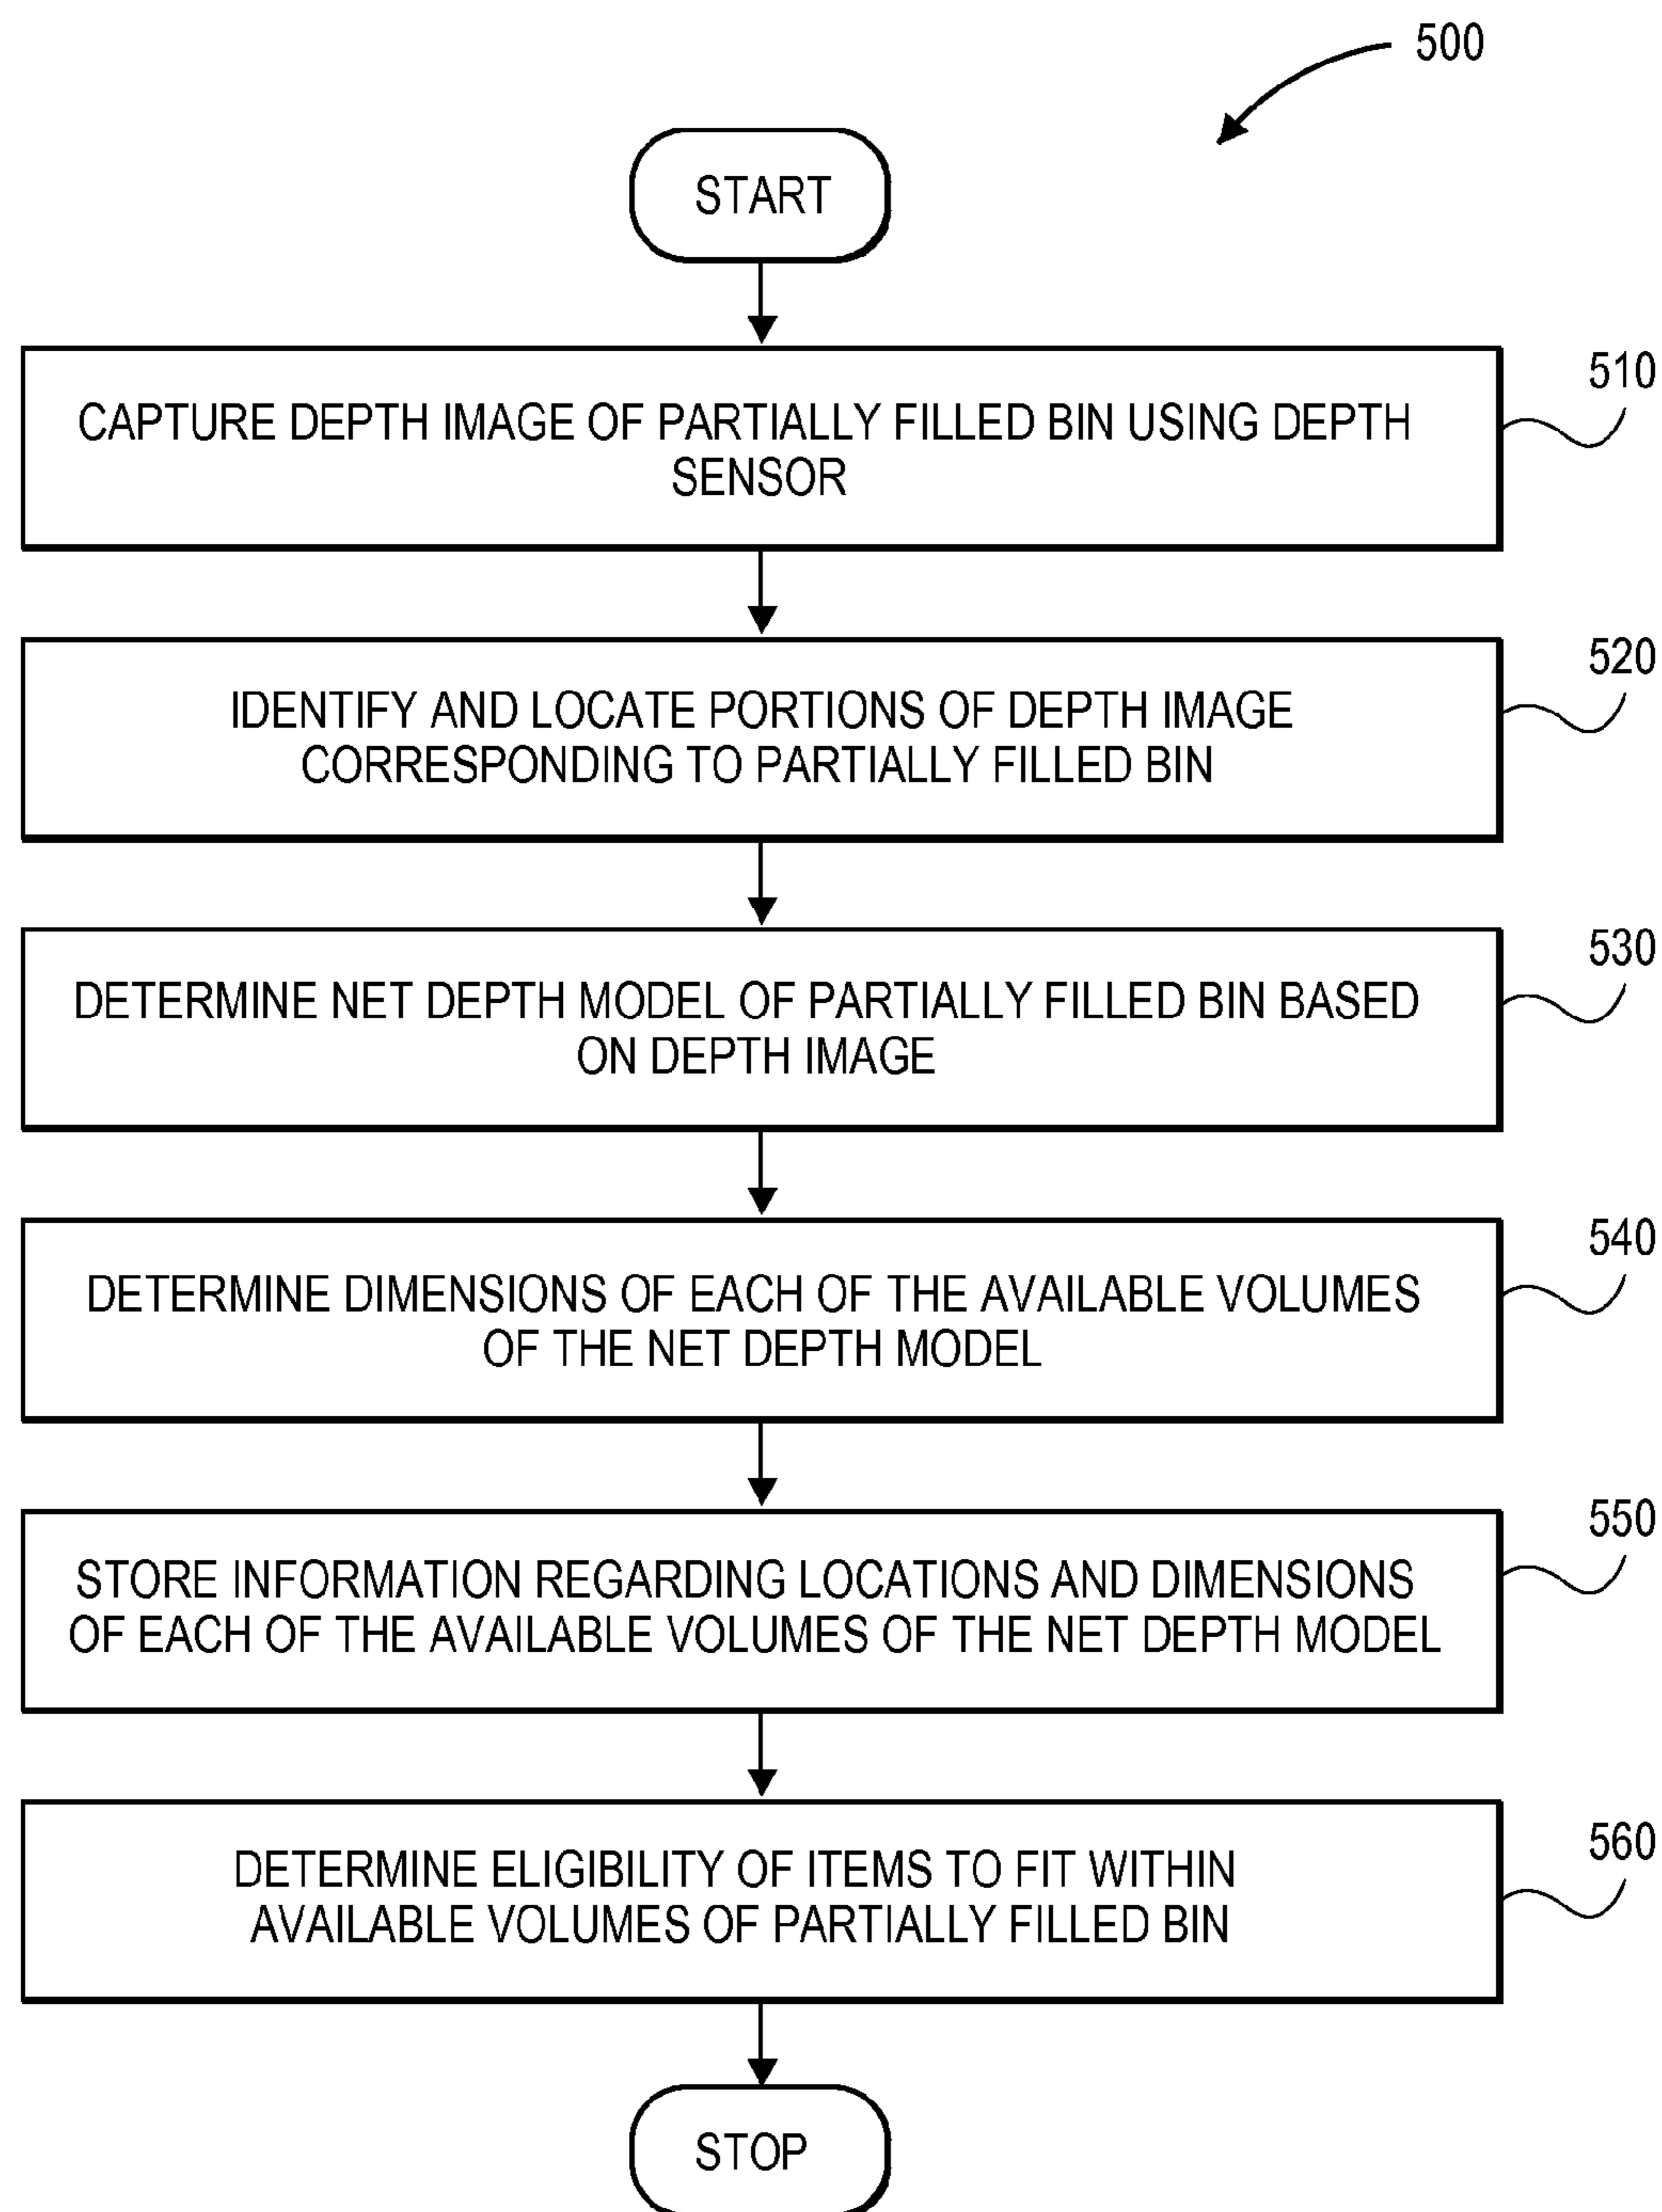 500
START
510
CAPTURE DEPTH IMAGE OF PARTIALLY FILLED BIN USING DEPTH
SENSOR
520
IDENTIFY AND LOCATE PORTIONS OF DEPTH IMAGE
CORRESPONDING TO PARTIALLY FILLED BIN
530
DETERMINE NET DEPTH MODEL OF PARTIALLY FILLED BIN BASED
ON DEPTH IMAGE
540
DETERMINE DIMENSIONS OF EACH OF THE AVAILABLE VOLUMES
OF THE NET DEPTH MODEL
550
STORE INFORMATION REGARDING LOCATIONS AND DIMENSIONS
OF EACH OF THE AVAILABLE VOLUMES OF THE NET DEPTH MODEL
560
DETERMINE ELIGIBILITY OF ITEMS TO FIT WITHIN
AVAILABLE VOLUMES OF PARTIALLY FILLED BIN
STOP